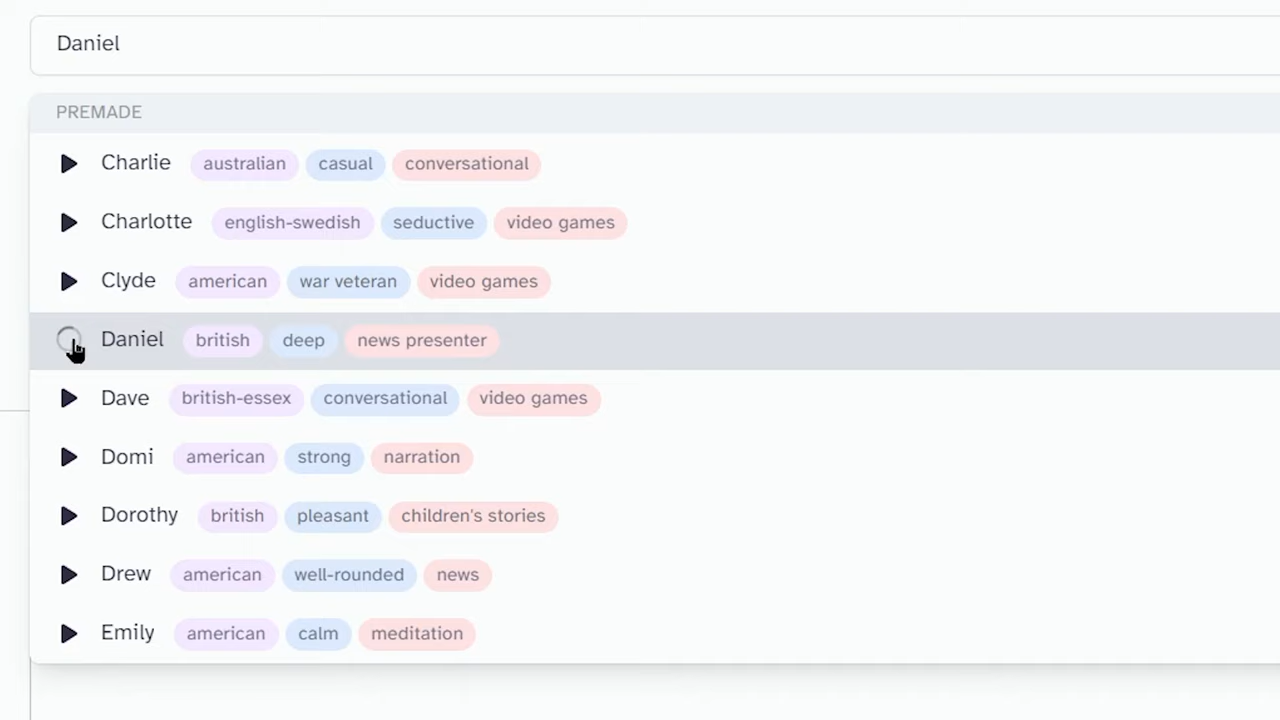 Daniel
PREMADE
Charlie australian casual conversational
Charlotte english-swedish seductive video games
Clyde american war veteran video games
Daniel british deep news presenter
Dave british-essex conversational video games
Domi american strong narration
Dorothy british pleasant children's stories
Drew american well-rounded news
Emily american calm meditation